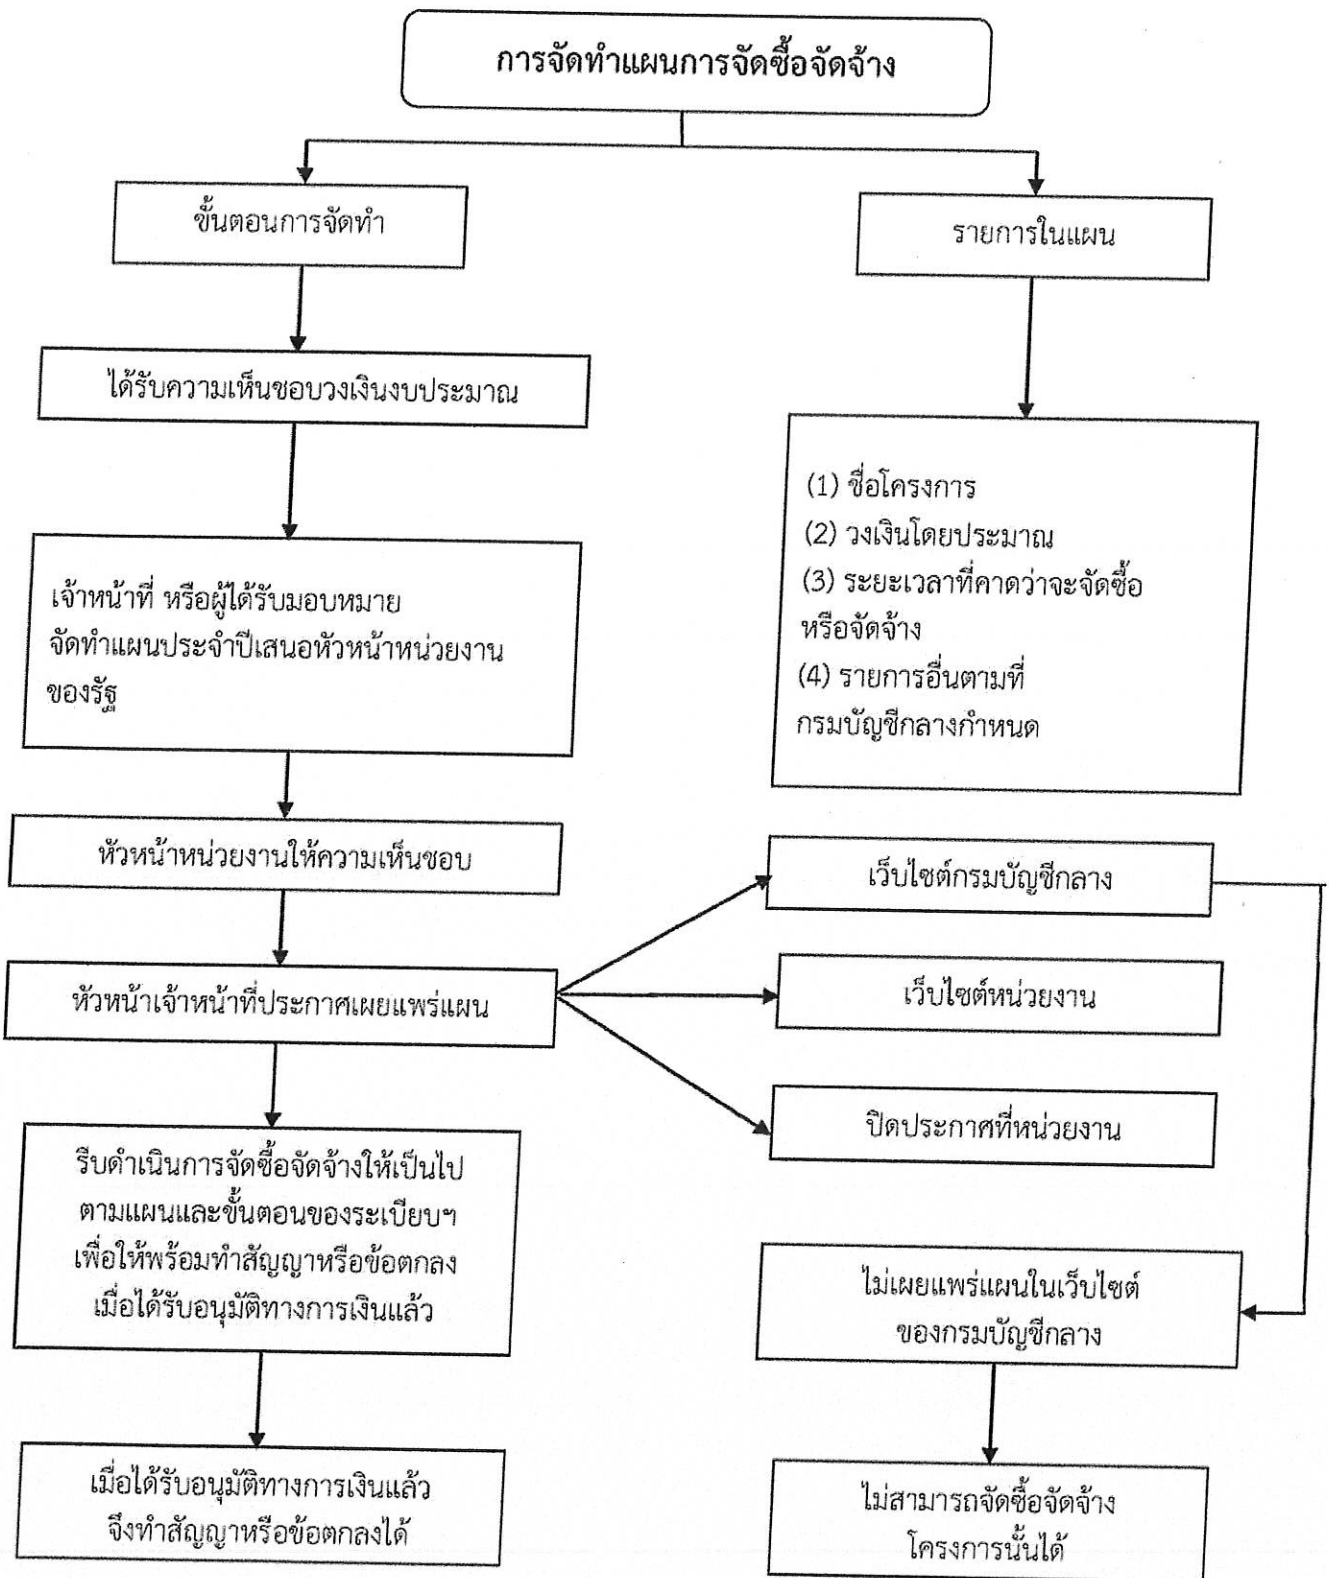 การจัดทำแผนการจัดซื้อจัดจ้าง
ขั้นตอนการจัดทำ
รายการในแผน
ได้รับความเห็นชอบวงเงินงบประมาณ
(1) ชื่อโครงการ
(2) วงเงินโดยประมาณ
(3) ระยะเวลาที่คาดว่าจะจัดซื้อ
หรือจัดจ้าง
(4) รายการอื่นตามที่
กรมบัญชีกลางกำหนด
เจ้าหน้าที่ หรือผู้ได้รับมอบหมาย
จัดทำแผนประจำปีเสนอหัวหน้าหน่วยงาน
ของรัฐ
หัวหน้าหน่วยงานให้ความเห็นชอบ
เว็บไซต์กรมบัญชีกลาง
หัวหน้าเจ้าหน้าที่ประกาศเผยแพร่แผน
เว็บไซต์หน่วยงาน
ปิดประกาศที่หน่วยงาน
รีบดำเนินการจัดซื้อจัดจ้างให้เป็นไป
ตามแผนและขั้นตอนของระเบียบฯ
เพื่อให้พร้อมทำสัญญาหรือข้อตกลง
เมื่อได้รับอนุมัติทางการเงินแล้ว
ไม่เผยแพร่แผนในเว็บไซต์
ของกรมบัญชีกลาง
เมื่อได้รับอนุมัติทางการเงินแล้ว
จึงทำสัญญาหรือข้อตกลงได้
ไม่สามารถจัดซื้อจัดจ้าง
โครงการนั้นได้